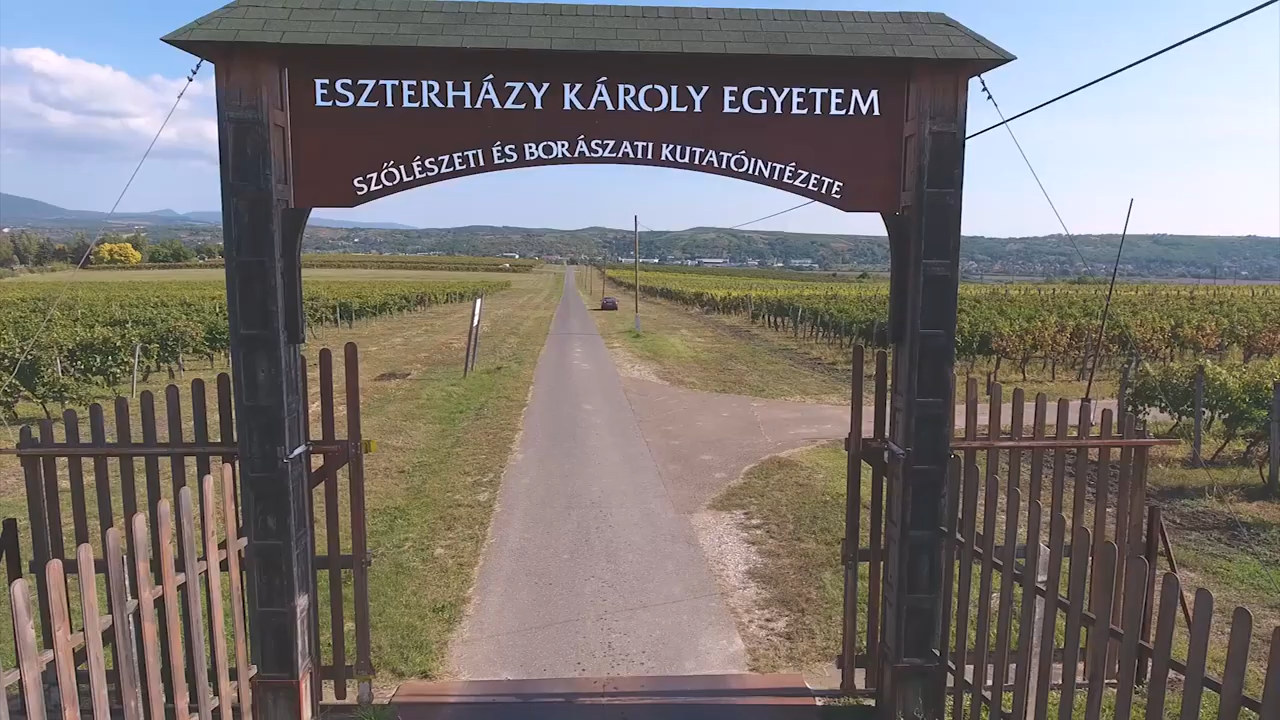 ESZTERHÁZY KÁROLY EGYETEM
SZŐLÉSZETI ÉS BORÁSZATI KUTATÓINTÉZETE